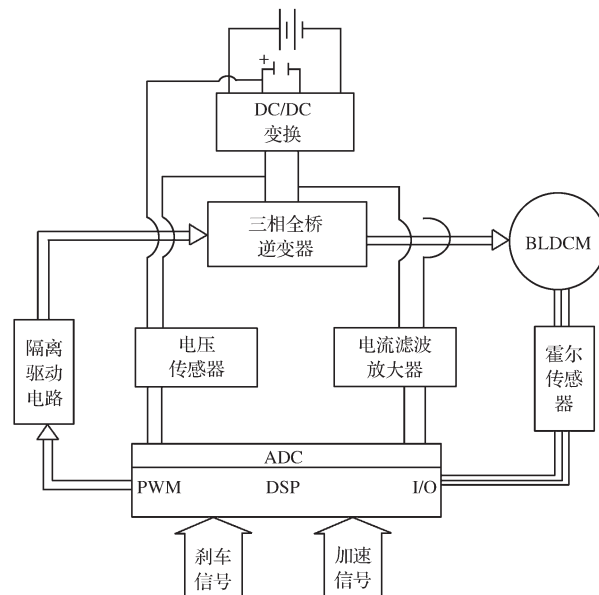 +
DC/DC
变换
三相全桥
逆变器
BLDCM
隔离
驱动
电路
电压
传感器
电流滤波
放大器
霍尔
传感
器
ADC
PWM
DSP
I/O
刹车
信号
加速
信号